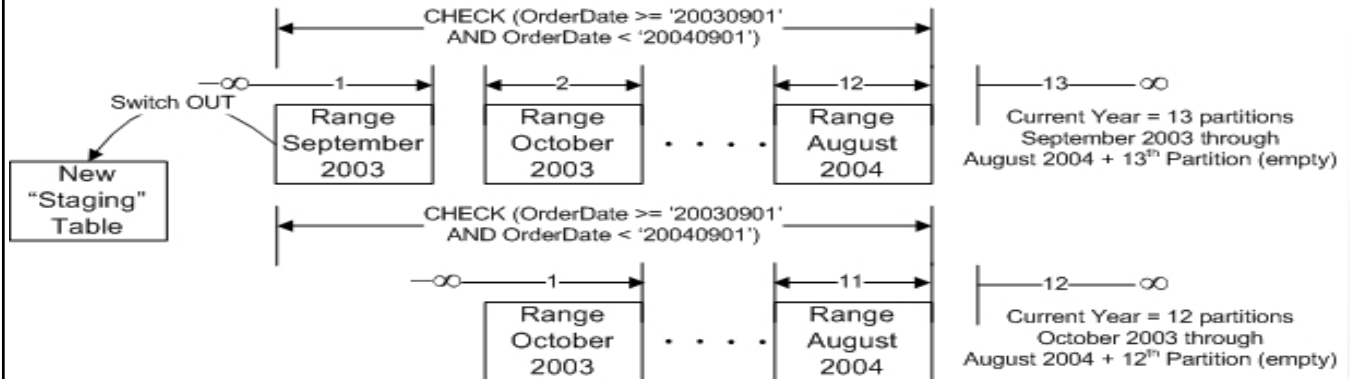 CHECK (OrderDate >= '20030901'
AND OrderDate < '20040901')
−∞ 1 2 12 13 ∞
Switch OUT
Range
September
2003
Range
October
2003
. . . .
Range
August
2004
Current Year = 13 partitions
September 2003 through
August 2004 + 13th Partition (empty)
New
“Staging”
Table
CHECK (OrderDate >= '20030901'
AND OrderDate < '20040901')
−∞ 1 11 12 ∞
Range
October
2003
. . . .
Range
August
2004
Current Year = 12 partitions
October 2003 through
August 2004 + 12th Partition (empty)